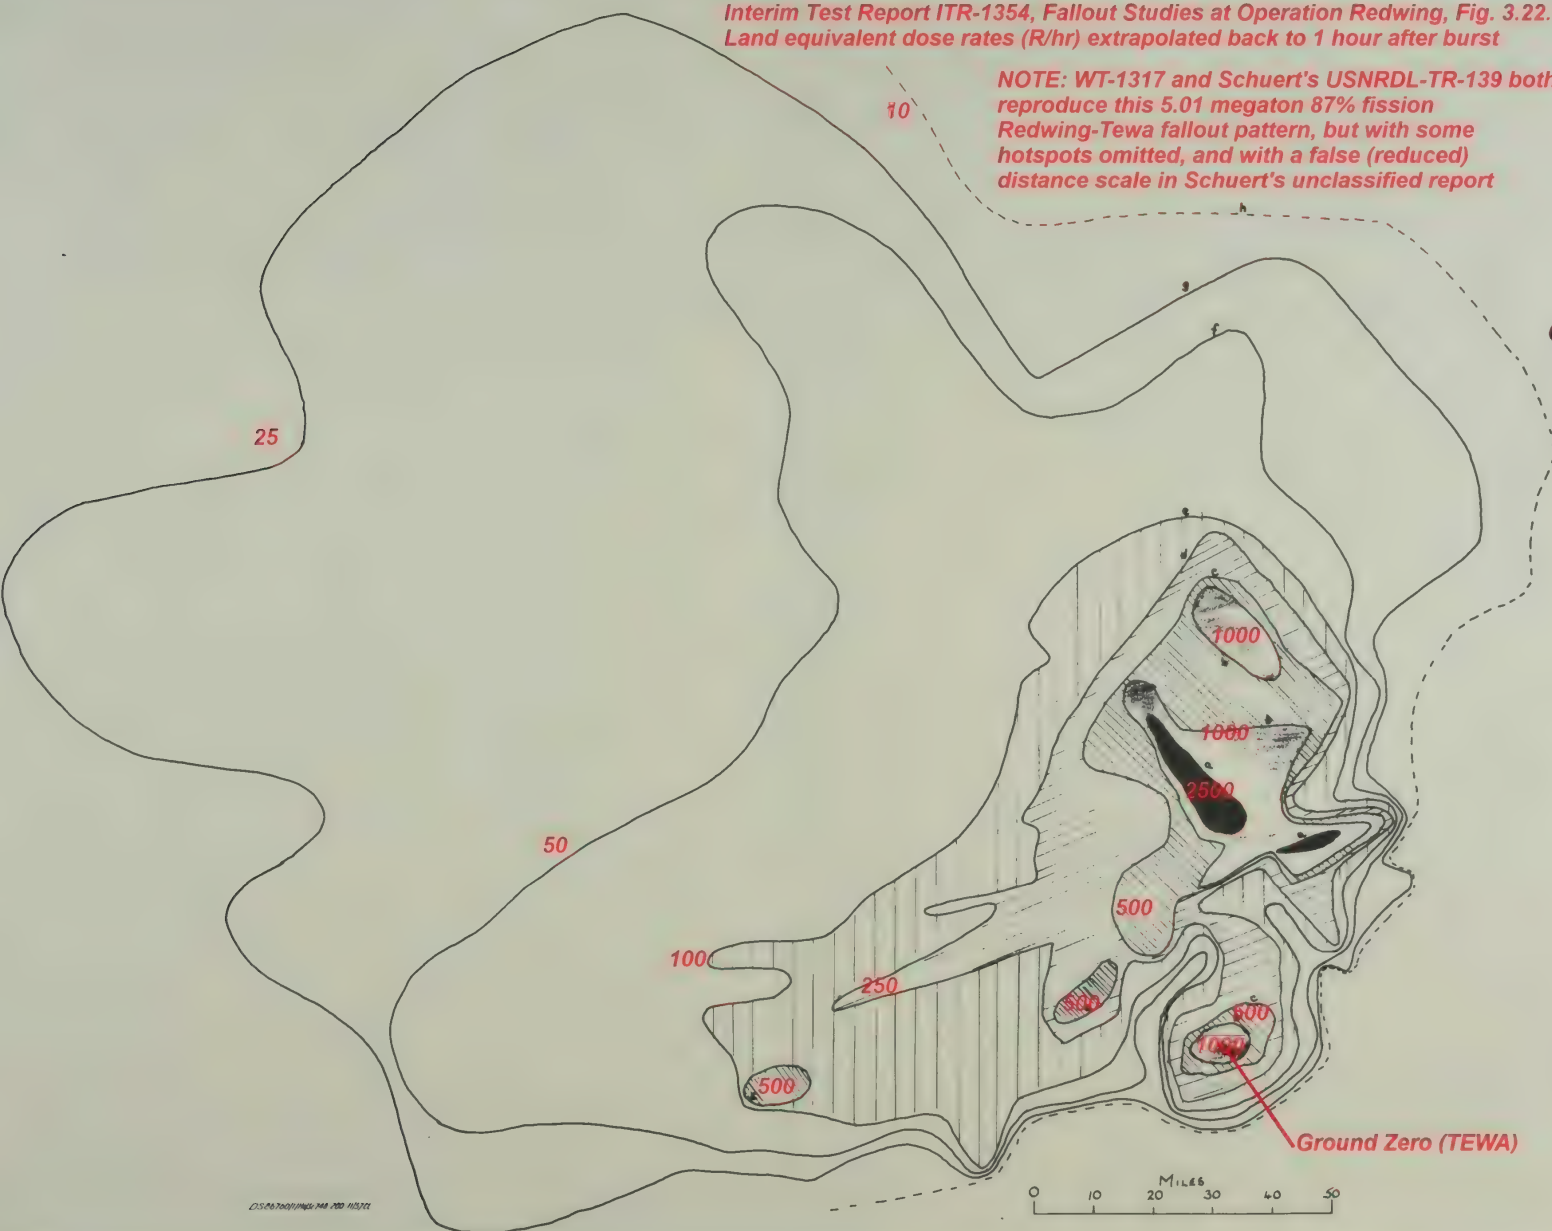 Interim Test Report ITR-1354, Fallout Studies at Operation Redwing, Fig. 3.22.
Land equivalent dose rates (R/hr) extrapolated back to 1 hour after burst
NOTE: WT-1317 and Schuert's USNRDL-TR-139 both
reproduce this 5.01 megaton 87% fission
Redwing-Tewa fallout pattern, but with some
hotspots omitted, and with a false (reduced)
distance scale in Schuert's unclassified report
10
h
g
f
25
e
d
c
1000
b
b
1000
a
2500
a
50
500
100
250
500
c
500
1000
500
Ground Zero (TEWA)
MILES
0 10 20 30 40 50